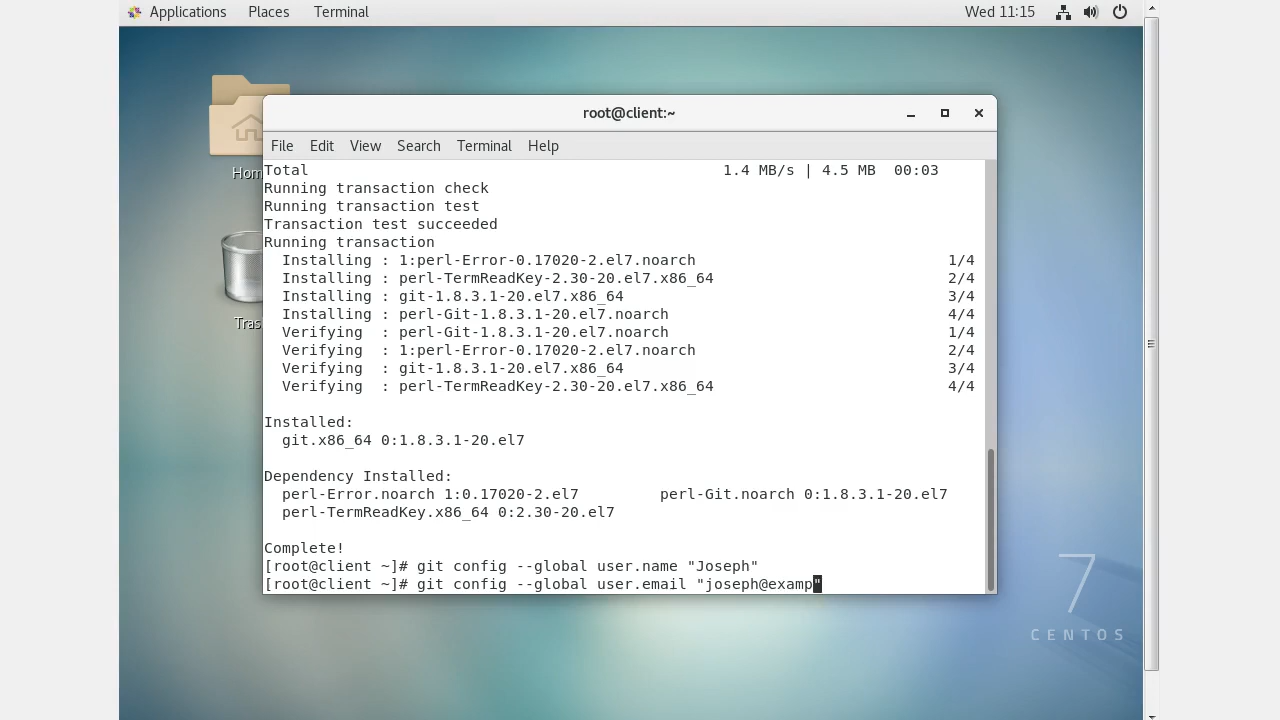 Applications Places Terminal Wed 11:15
root@client:~
File Edit View Search Terminal Help
Total 1.4 MB/s | 4.5 MB 00:03
Running transaction check
Running transaction test
Transaction test succeeded
Running transaction
Installing : 1:perl-Error-0.17020-2.el7.noarch 1/4
Installing : perl-TermReadKey-2.30-20.el7.x86_64 2/4
Installing : git-1.8.3.1-20.el7.x86_64 3/4
Installing : perl-Git-1.8.3.1-20.el7.noarch 4/4
Verifying : perl-Git-1.8.3.1-20.el7.noarch 1/4
Verifying : 1:perl-Error-0.17020-2.el7.noarch 2/4
Verifying : git-1.8.3.1-20.el7.x86_64 3/4
Verifying : perl-TermReadKey-2.30-20.el7.x86_64 4/4
Installed:
git.x86_64 0:1.8.3.1-20.el7
Dependency Installed:
perl-Error.noarch 1:0.17020-2.el7 perl-Git.noarch 0:1.8.3.1-20.el7
perl-TermReadKey.x86_64 0:2.30-20.el7
Complete!
[root@client ~]# git config --global user.name "Joseph"
[root@client ~]# git config --global user.email "joseph@examp"
Hom
Tras
7
CENTOS